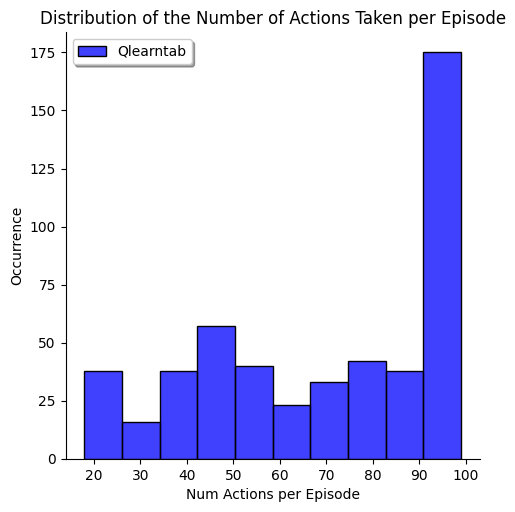 Distribution of the Number of Actions Taken per Episode
Qlearntab
175
150
125
100
75
50
25
0
Occurrence
20 30 40 50 60 70 80 90 100
Num Actions per Episode